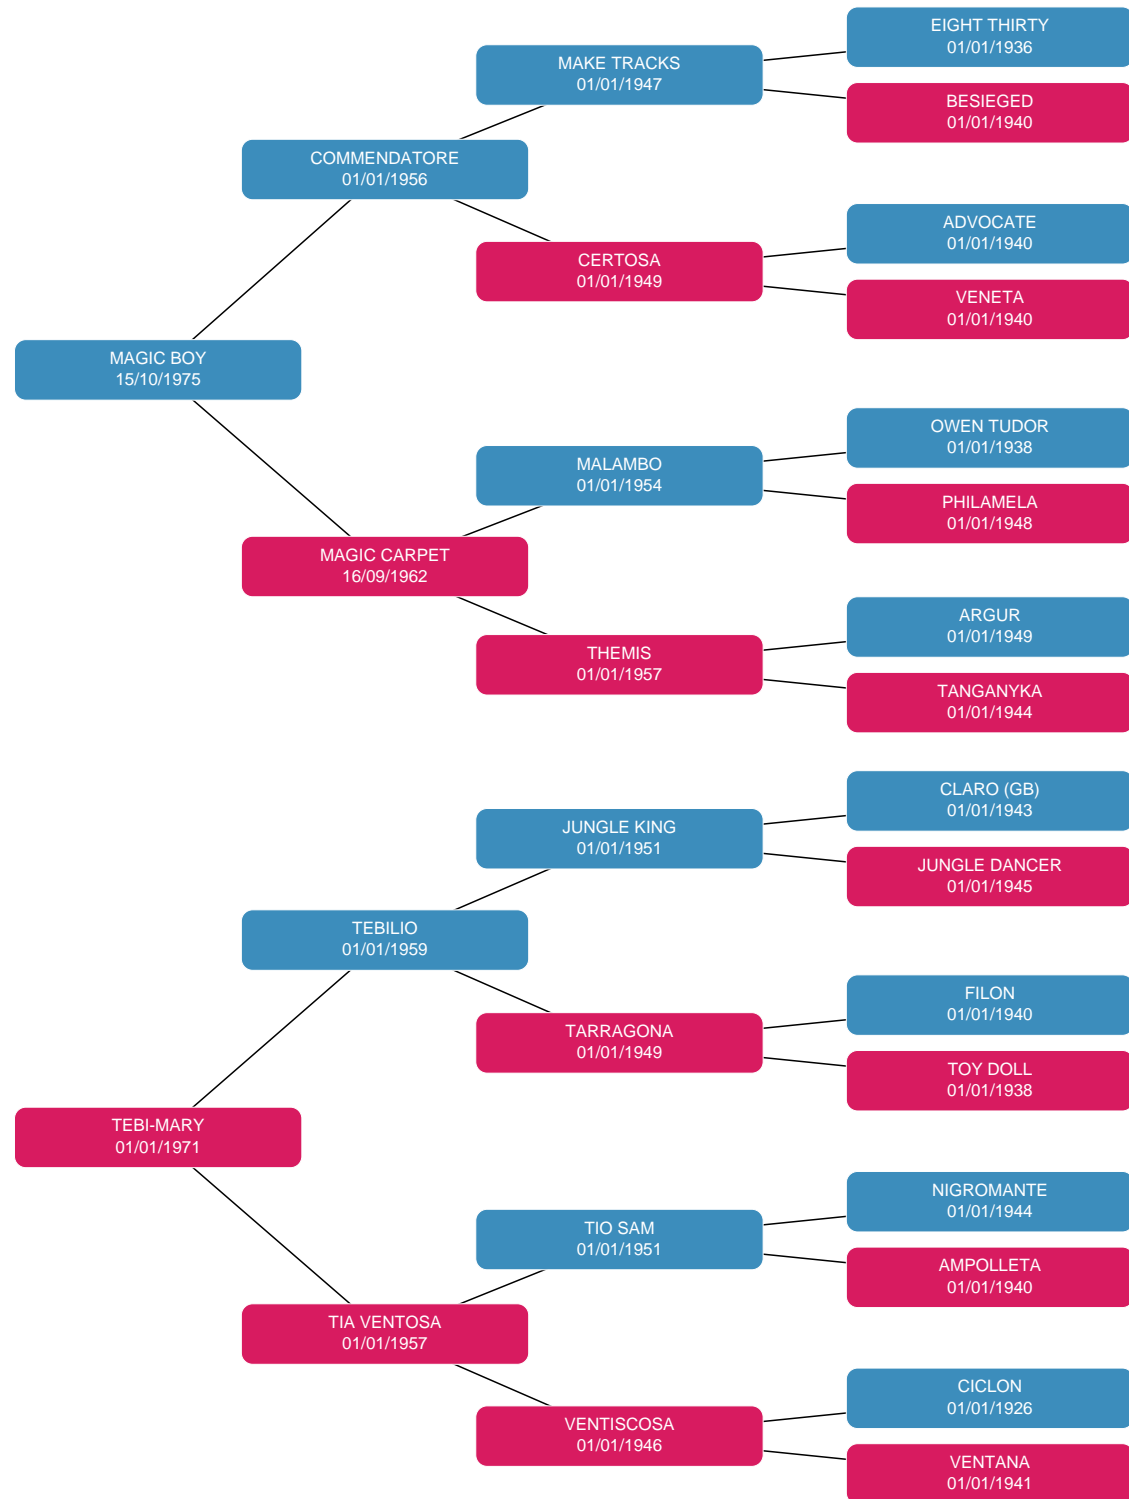 EIGHT THIRTY
01/01/1936
MAKE TRACKS
01/01/1947
BESIEGED
01/01/1940
COMMENDATORE
01/01/1956
ADVOCATE
01/01/1940
CERTOSA
01/01/1949
VENETA
01/01/1940
MAGIC BOY
15/10/1975
OWEN TUDOR
01/01/1938
MALAMBO
01/01/1954
PHILAMELA
01/01/1948
MAGIC CARPET
16/09/1962
ARGUR
01/01/1949
THEMIS
01/01/1957
TANGANYKA
01/01/1944
CLARO (GB)
01/01/1943
JUNGLE KING
01/01/1951
JUNGLE DANCER
01/01/1945
TEBILIO
01/01/1959
FILON
01/01/1940
TARRAGONA
01/01/1949
TOY DOLL
01/01/1938
TEBI-MARY
01/01/1971
NIGROMANTE
01/01/1944
TIO SAM
01/01/1951
AMPOLLETA
01/01/1940
TIA VENTOSA
01/01/1957
CICLON
01/01/1926
VENTISCOSA
01/01/1946
VENTANA
01/01/1941